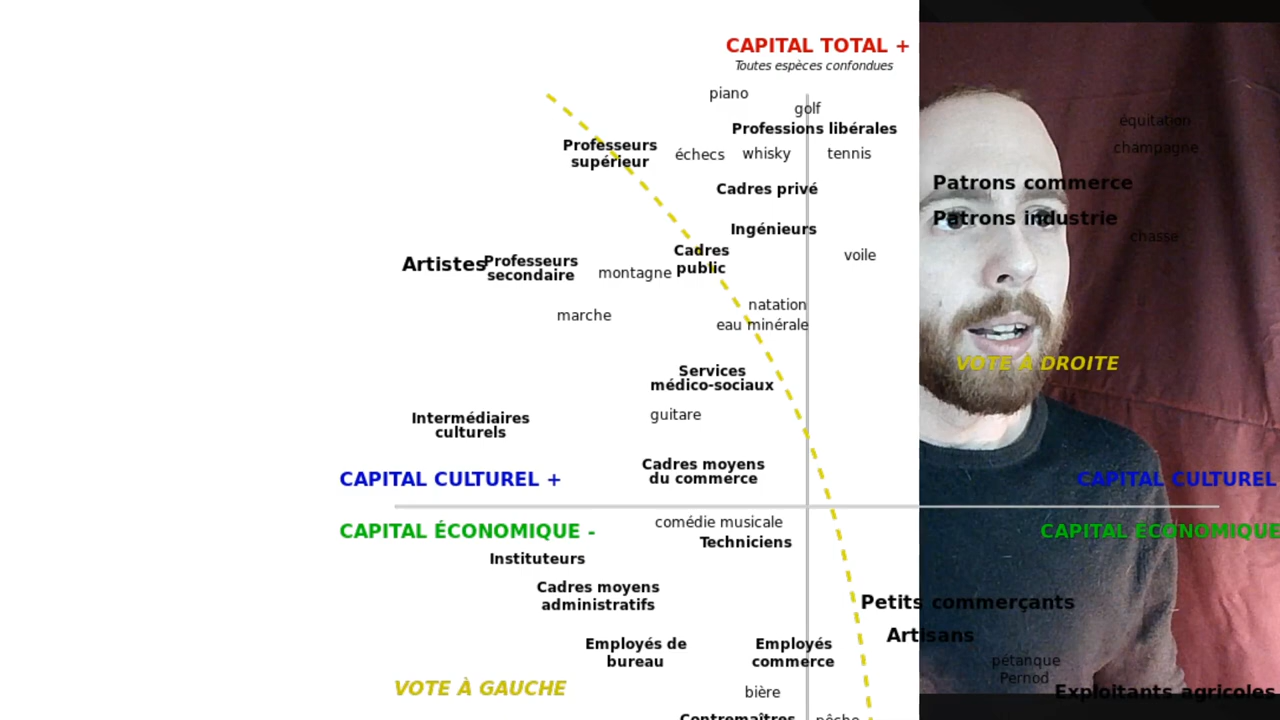 CAPITAL TOTAL +
Toutes espèces confondues
piano
golf
équitation
Professions libérales
champagne
Professeurs
supérieur
échecs
whisky
tennis
Patrons commerce
Cadres privé
Patrons industrie
Ingénieurs
chasse
Cadres
public
voile
Artistes
Professeurs
secondaire
montagne
natation
marche
eau minérale
VOTE À DROITE
Services
médico-sociaux
guitare
Intermédiaires
culturels
Cadres moyens
du commerce
CAPITAL CULTUREL +
CAPITAL CULTUREL
comédie musicale
CAPITAL ÉCONOMIQUE -
CAPITAL ÉCONOMIQUE
Techniciens
Instituteurs
Cadres moyens
administratifs
Petits commerçants
Artisans
Employés de
bureau
Employés
commerce
pétanque
Pernod
VOTE À GAUCHE
bière
Exploitants agricoles
Contremaîtres
pêche